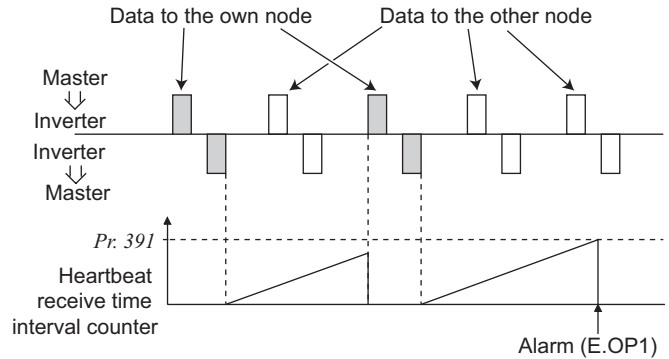 Data to the own node
Data to the other node
Master
Inverter
Inverter
Master
Pr. 391
Heartbeat
receive time
interval counter
Alarm (E.OP1)